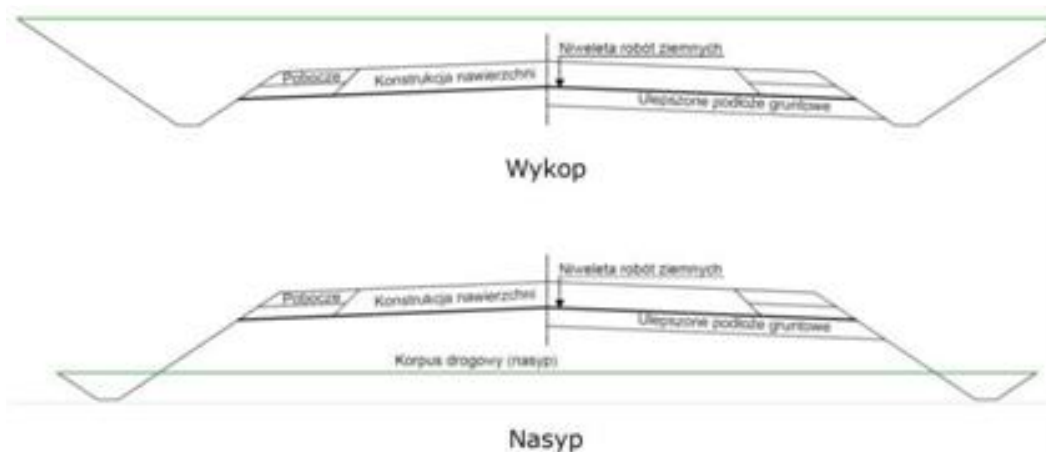 Niweleta robót ziemnych
Pobocze
Konstrukcja nawierzchni
Ulepszone podłoże gruntowe
Wykop
Niweleta robót ziemnych
Pobocze
Konstrukcja nawierzchni
Ulepszone podłoże gruntowe
Korpus drogowy (nasyp)
Nasyp